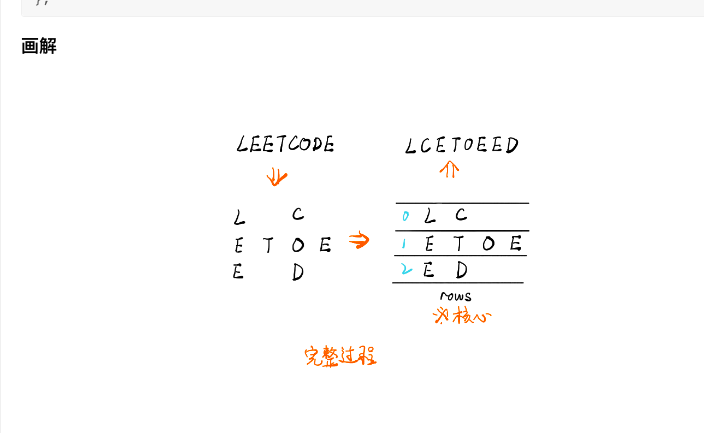 };
画解
LEETCODE
LCETOEED
L C
E T O E
E D
0 L C
1 E T O E
2 E D
rows
※核心
完整过程